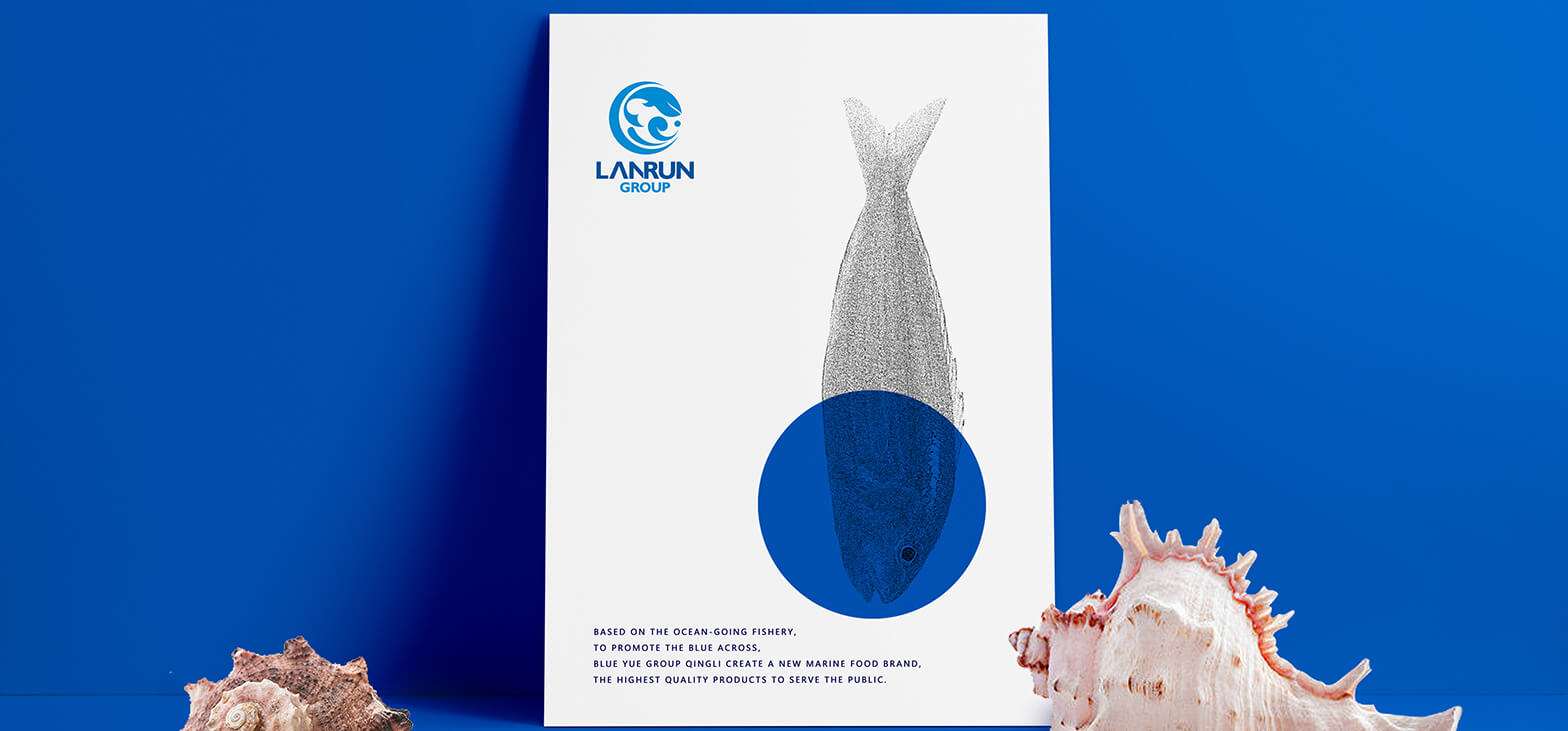 LANRUN
GROUP
BASED ON THE OCEAN-GOING FISHERY,
TO PROMOTE THE BLUE ACROSS,
BLUE YUE GROUP QINGLI CREATE A NEW MARINE FOOD BRAND,
THE HIGHEST QUALITY PRODUCTS TO SERVE THE PUBLIC.